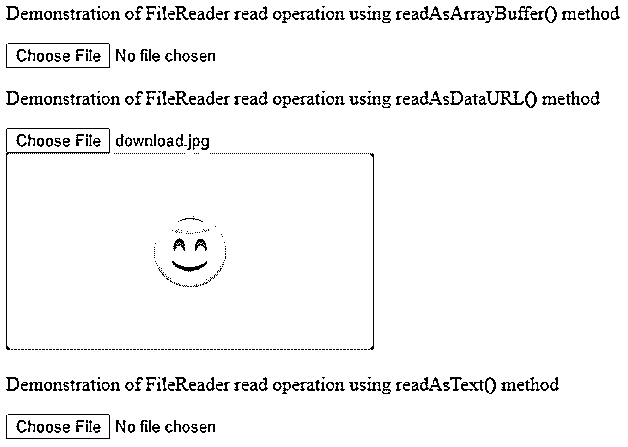 Demonstration of FileReader read operation using readAsArrayBuffer() method
Choose File No file chosen
Demonstration of FileReader read operation using readAsDataURL() method
Choose File download.jpg
Demonstration of FileReader read operation using readAsText() method
Choose File No file chosen